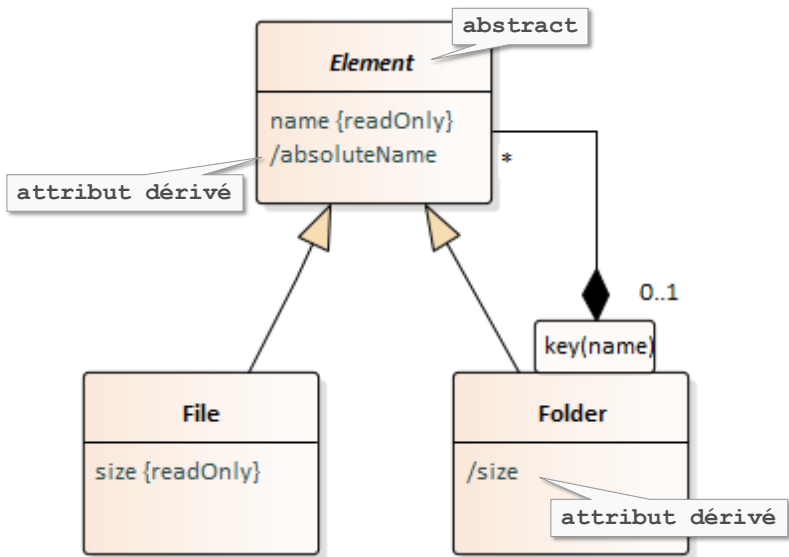 abstract
Element
name {readOnly}
/absoluteName
*
attribut dérivé
0..1
key(name)
File
Folder
size {readOnly}
/size
attribut dérivé